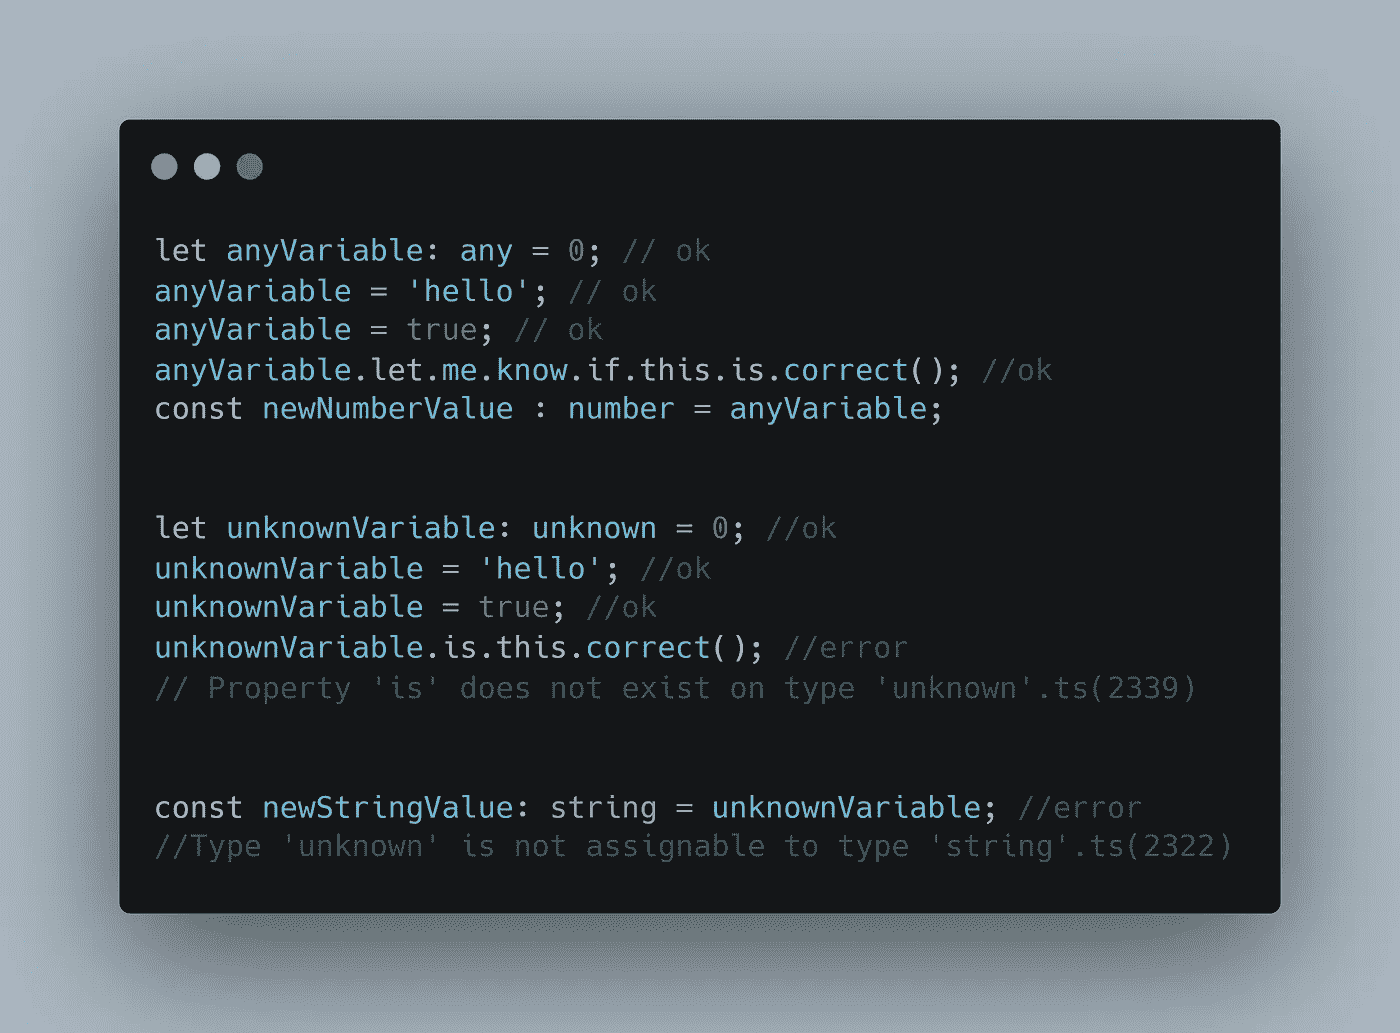 let anyVariable: any = 0; // ok
anyVariable = 'hello'; // ok
anyVariable = true; // ok
anyVariable.let.me.know.if.this.is.correct(); //ok
const newNumberValue : number = anyVariable;
let unknownVariable: unknown = 0; //ok
unknownVariable = 'hello'; //ok
unknownVariable = true; //ok
unknownVariable.is.this.correct(); //error
// Property 'is' does not exist on type 'unknown'.ts(2339)
const newStringValue: string = unknownVariable; //error
//Type 'unknown' is not assignable to type 'string'.ts(2322)